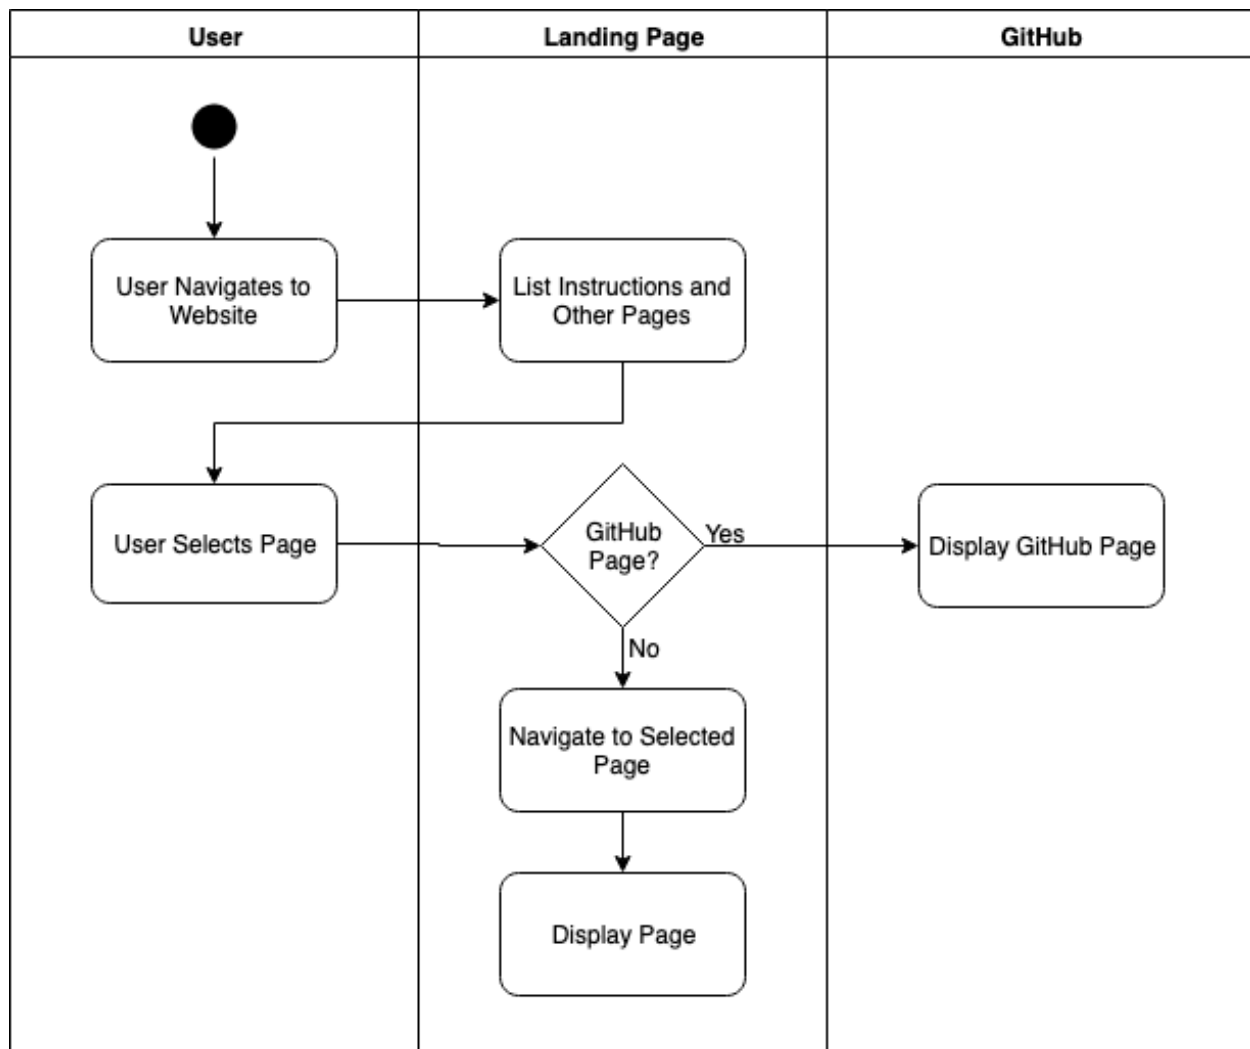 User
Landing Page
GitHub
User Navigates to
Website
List Instructions and
Other Pages
User Selects Page
GitHub
Page?
Yes
Display GitHub Page
No
Navigate to Selected
Page
Display Page